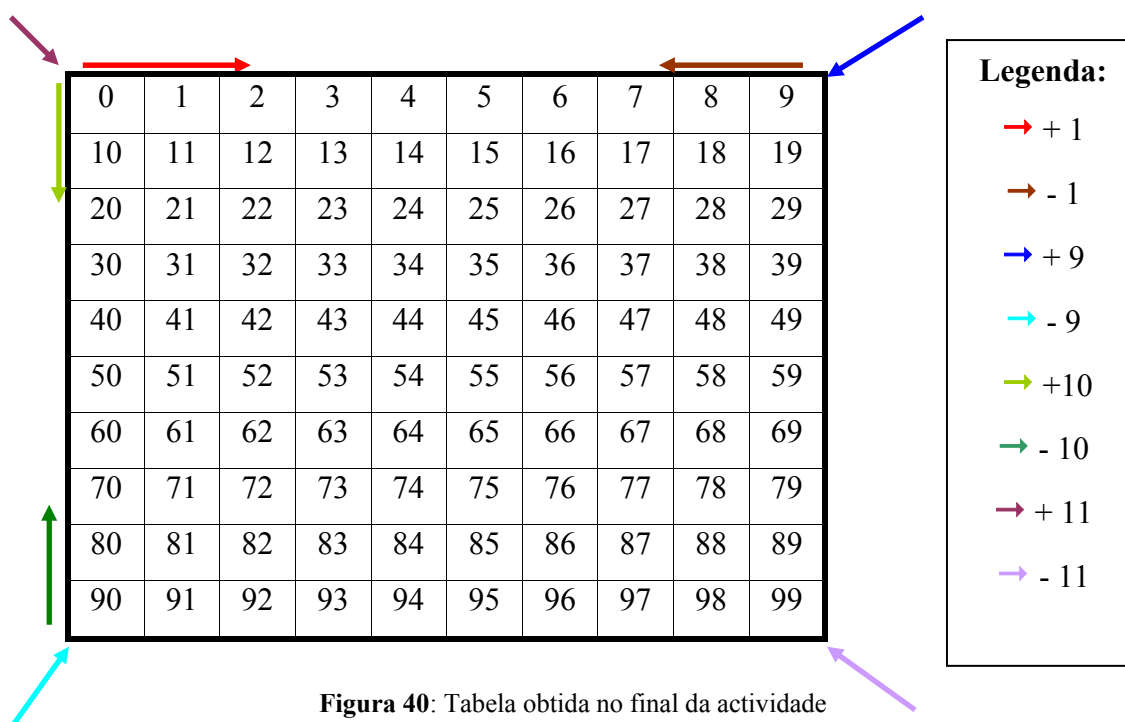 0 1 2 3 4 5 6 7 8 9
10 11 12 13 14 15 16 17 18 19
20 21 22 23 24 25 26 27 28 29
30 31 32 33 34 35 36 37 38 39
40 41 42 43 44 45 46 47 48 49
50 51 52 53 54 55 56 57 58 59
60 61 62 63 64 65 66 67 68 69
70 71 72 73 74 75 76 77 78 79
80 81 82 83 84 85 86 87 88 89
90 91 92 93 94 95 96 97 98 99
Legenda:
+ 1
- 1
+ 9
- 9
+10
- 10
+ 11
- 11
Figura 40: Tabela obtida no final da actividade